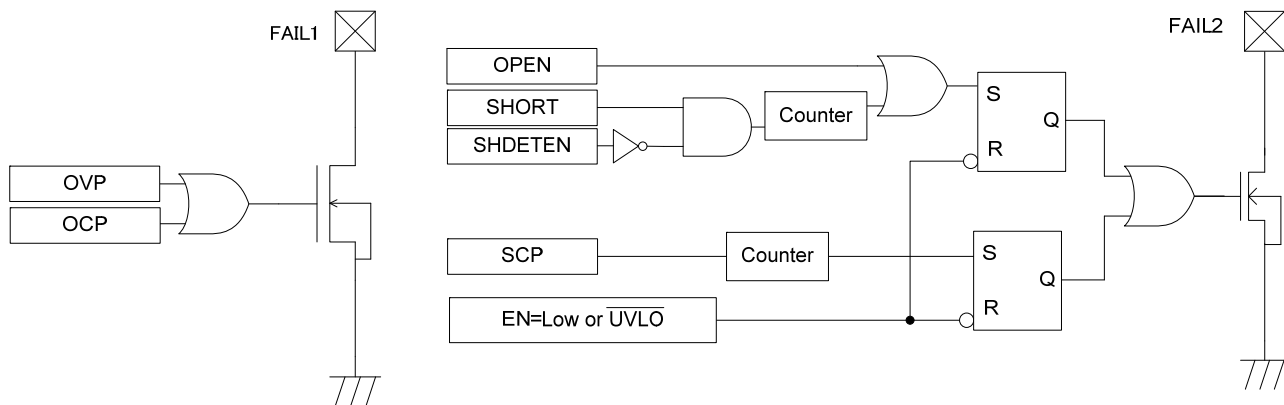 FAIL1
OVP
OCP
FAIL2
OPEN
SHORT
SHDETEN
Counter
S
R
Q
SCP
Counter
S
R
Q
EN=Low or UVLO